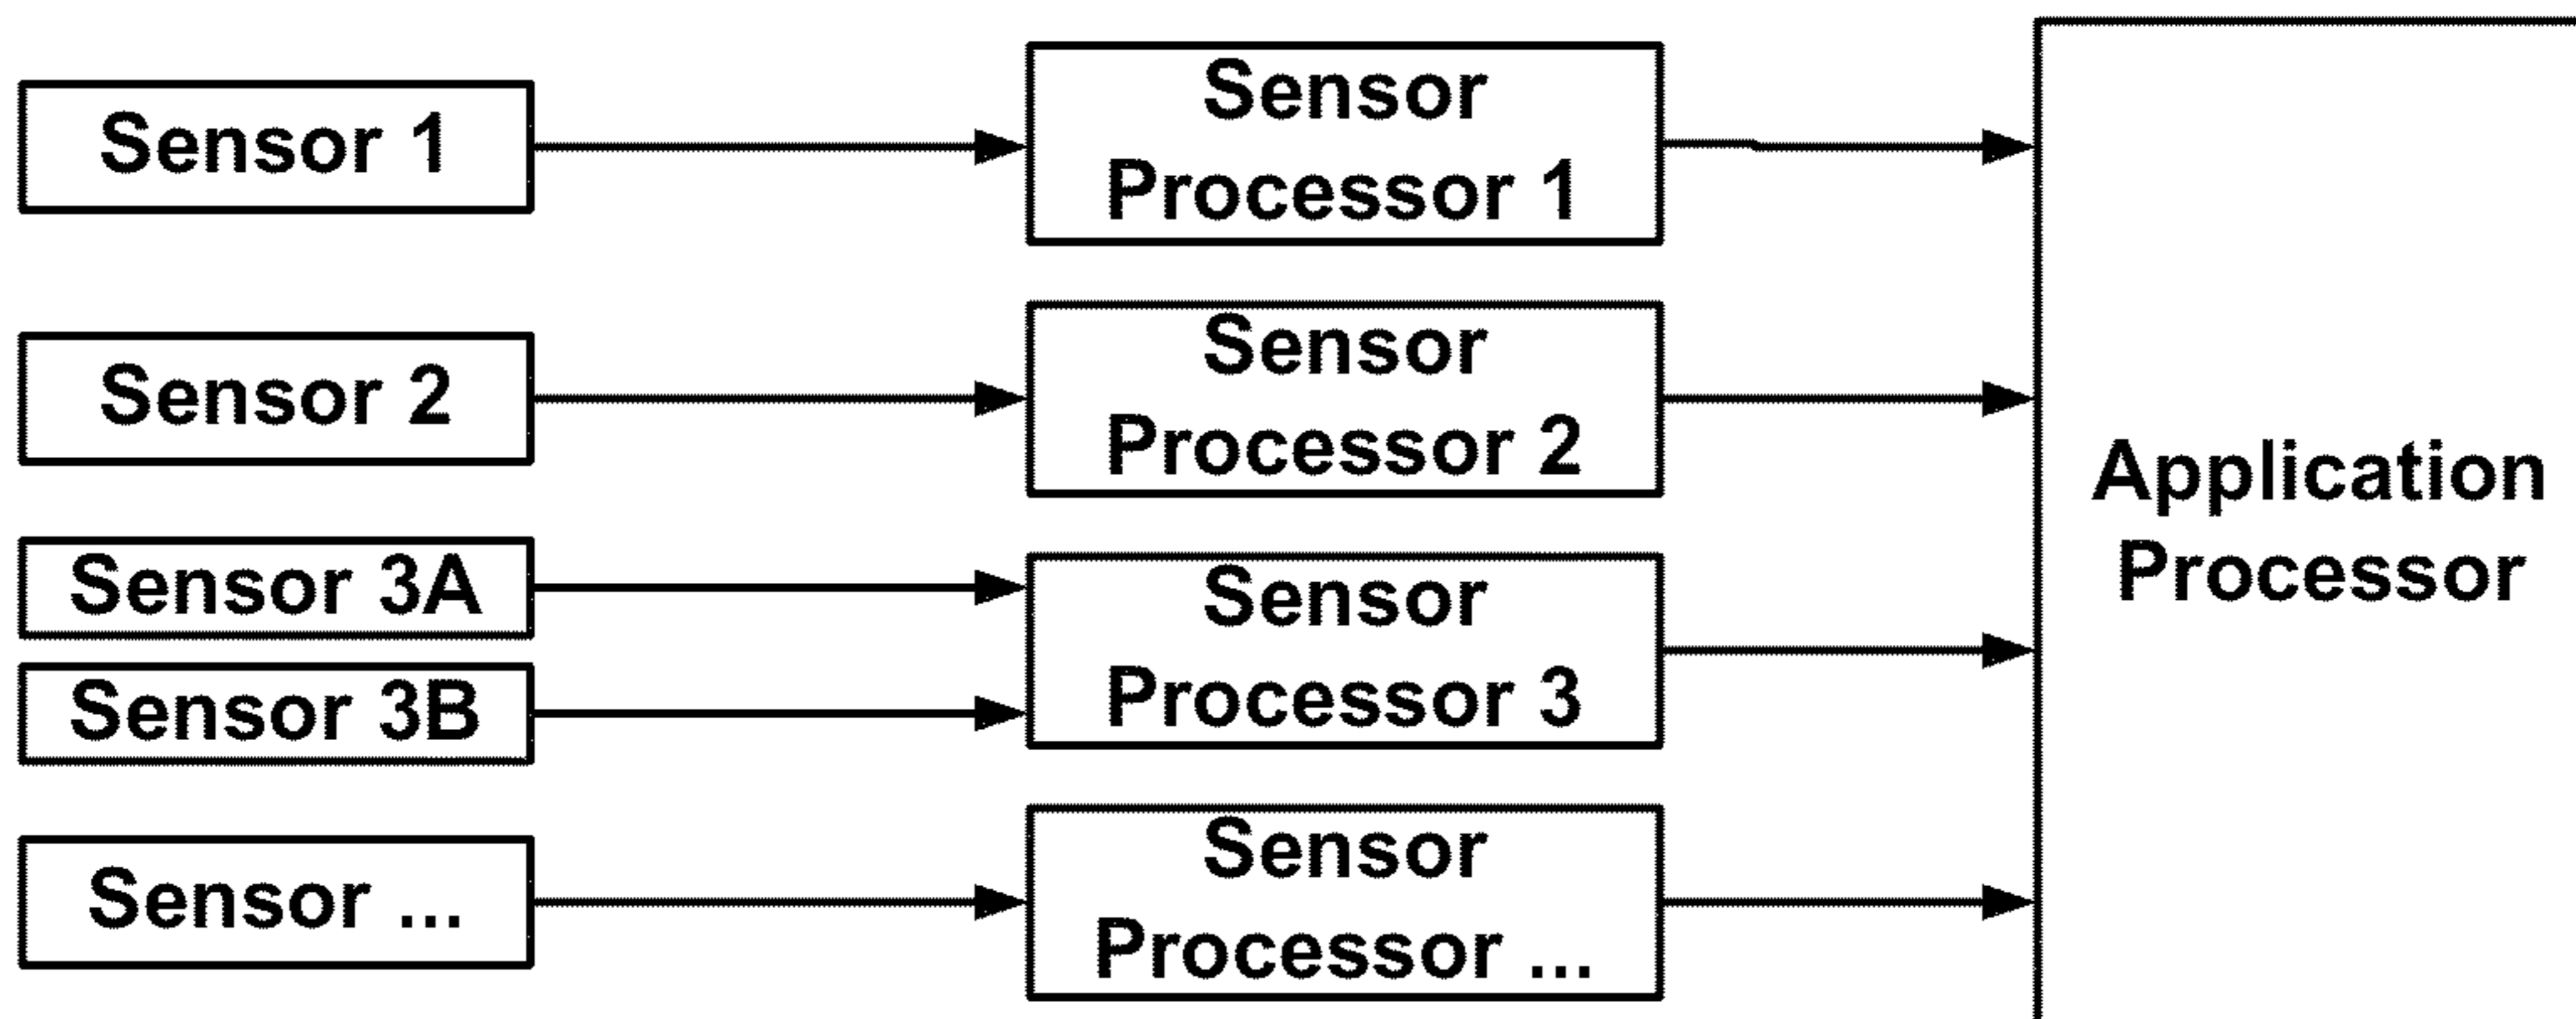 Sensor 1
Sensor
Processor 1
Sensor 2
Sensor
Processor 2
Sensor 3A
Sensor 3B
Sensor
Processor 3
Sensor ...
Sensor
Processor ...
Application
Processor